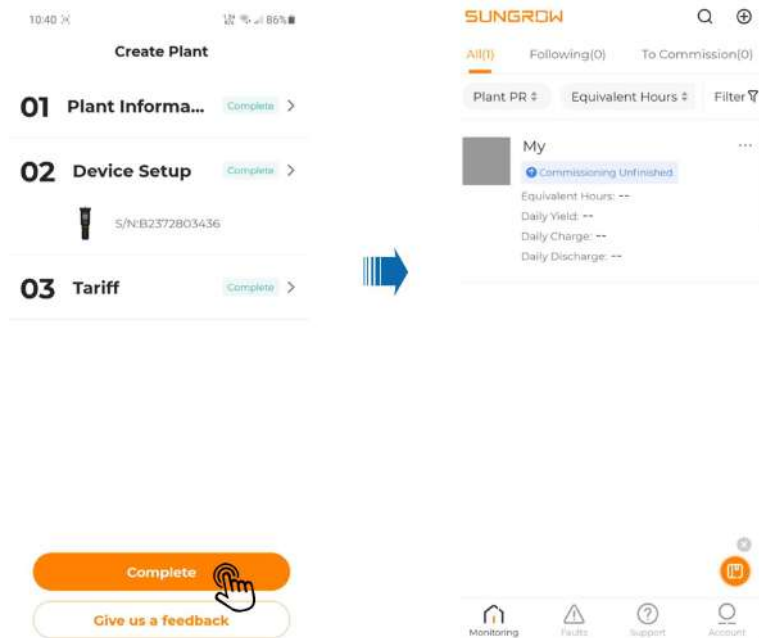 10:40
86%
Create Plant
01 Plant Informa... Complete
02 Device Setup Complete
S/N:B2372803436
03 Tariff Complete
Complete
Give us a feedback
SUNGROW
All(1) Following(0) To Commission(0)
Plant PR Equivalent Hours Filter
My
Commissioning Unfinished
Equivalent Hours: --
Daily Yield: --
Daily Charge: --
Daily Discharge: --
Monitoring Faults Support Account